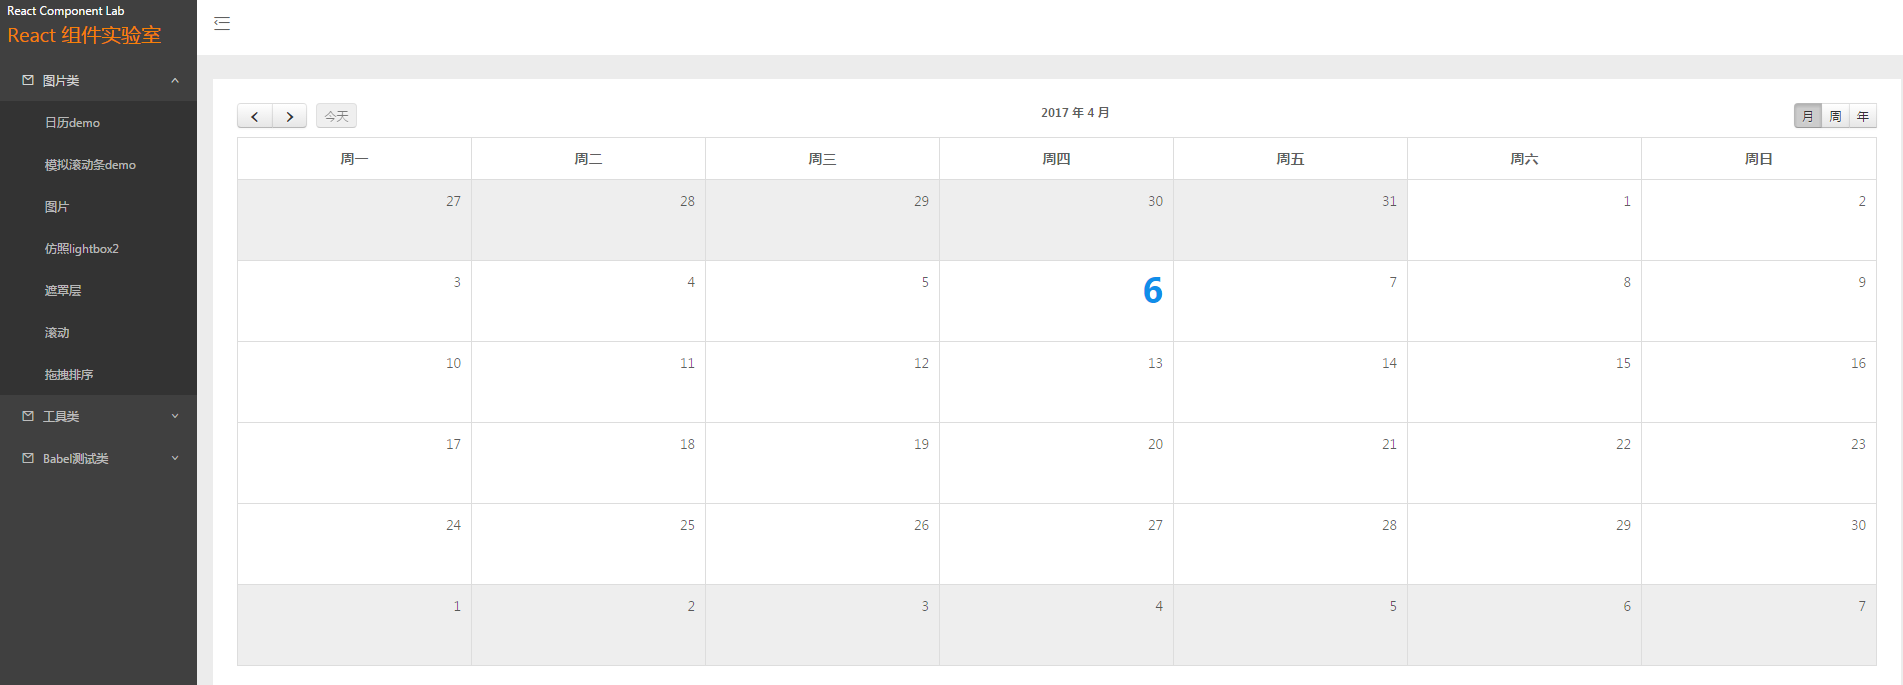 React Component Lab
React 组件实验室
图片类
日历demo
模拟滚动条demo
图片
仿照lightbox2
遮罩层
滚动
拖拽排序
工具类
Babel测试类
今天
2017 年 4 月
月 周 年
周一 周二 周三 周四 周五 周六 周日
27 28 29 30 31 1 2
3 4 5 6 7 8 9
10 11 12 13 14 15 16
17 18 19 20 21 22 23
24 25 26 27 28 29 30
1 2 3 4 5 6 7